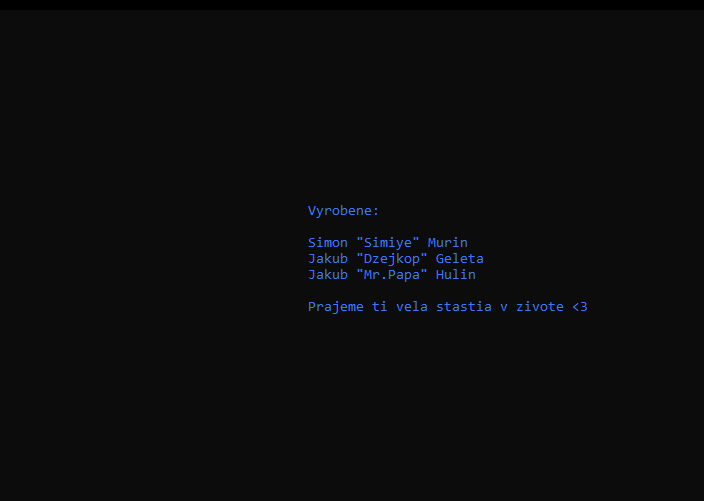 Vyrobene:
Simon "Simiye" Murin
Jakub "Dzejkop" Geleta
Jakub "Mr.Papa" Hulin
Prajeme ti vela stastia v zivote <3